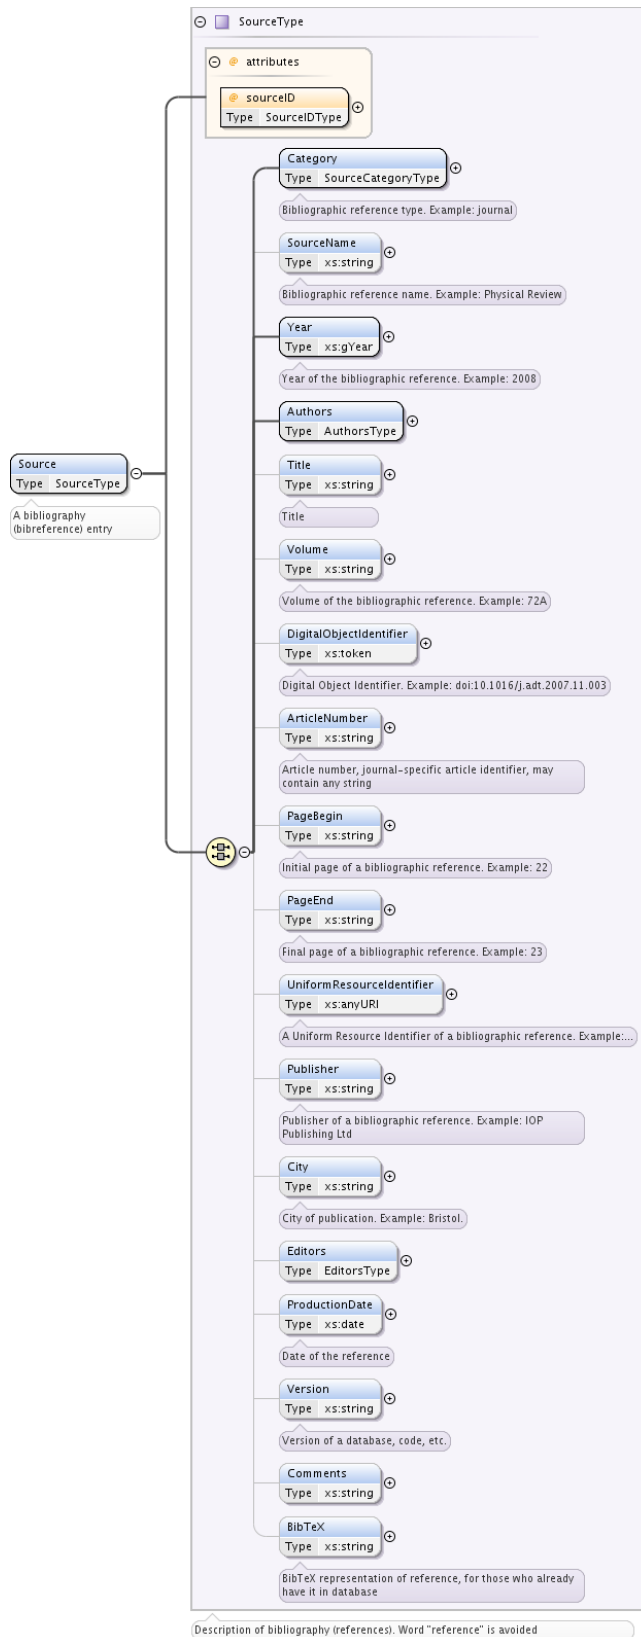 SourceType
@ attributes
@ sourceID
Type SourceIDType
Category
Type SourceCategoryType
Bibliographic reference type. Example: journal
SourceName
Type xs:string
Bibliographic reference name. Example: Physical Review
Year
Type xs:gYear
Year of the bibliographic reference. Example: 2008
Authors
Type AuthorsType
Source
Type SourceType
A bibliography
(bibreference) entry
Title
Type xs:string
Title
Volume
Type xs:string
Volume of the bibliographic reference. Example: 72A
DigitalObjectIdentifier
Type xs:token
Digital Object Identifier. Example: doi:10.1016/j.adt.2007.11.003
ArticleNumber
Type xs:string
Article number, journal-specific article identifier, may
contain any string
PageBegin
Type xs:string
Initial page of a bibliographic reference. Example: 22
PageEnd
Type xs:string
Final page of a bibliographic reference. Example: 23
UniformResourceIdentifier
Type xs:anyURI
A Uniform Resource Identifier of a bibliographic reference. Example:...
Publisher
Type xs:string
Publisher of a bibliographic reference. Example: IOP
Publishing Ltd
City
Type xs:string
City of publication. Example: Bristol.
Editors
Type EditorsType
ProductionDate
Type xs:date
Date of the reference
Version
Type xs:string
Version of a database, code, etc.
Comments
Type xs:string
BibTeX
Type xs:string
BibTeX representation of reference, for those who already
have it in database
Description of bibliography (references). Word "reference" is avoided